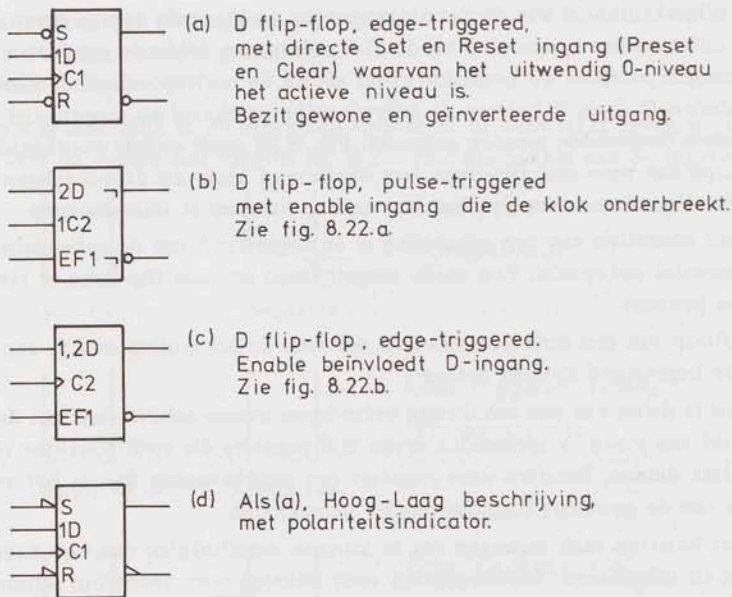 S
1D
C1
R
(a) D flip-flop, edge-triggered,
met directe Set en Reset ingang (Preset
en Clear) waarvan het uitwendig 0-niveau
het actieve niveau is.
Bezit gewone en geïnverteerde uitgang.
2D
1C2
EF1
(b) D flip-flop, pulse-triggered
met enable ingang die de klok onderbreekt.
Zie fig. 8.22.a.
1,2D
C2
EF1
(c) D flip-flop, edge-triggered.
Enable beïnvloedt D-ingang.
Zie fig. 8.22.b.
S
1D
C1
R
(d) Als(a), Hoog-Laag beschrijving,
met polariteitsindicator.